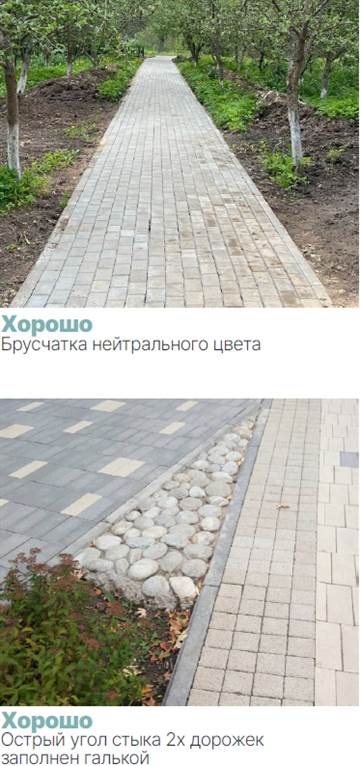 Хорошо
Брусчатка нейтрального цвета
Хорошо
Острый угол стыка 2х дорожек
заполнен галькой